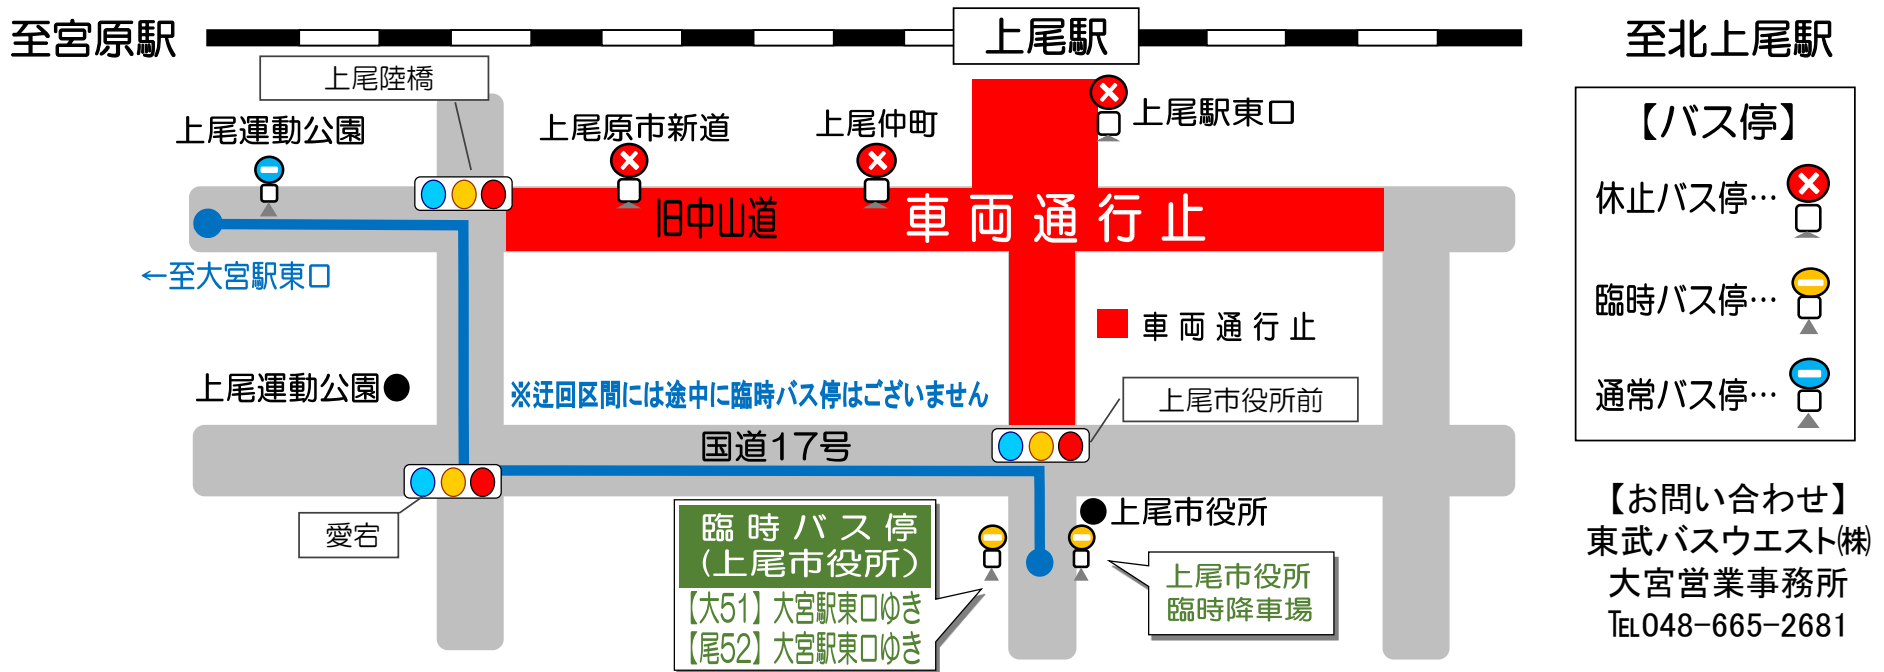 至宮原駅
上尾駅
至北上尾駅
上尾陸橋
上尾運動公園
上尾原市新道
上尾仲町
上尾駅東口
旧中山道
車両通行止
←至大宮駅東口
車両通行止
上尾運動公園
※迂回区間には途中に臨時バス停はございません
上尾市役所前
国道17号
愛宕
上尾市役所
臨時バス停
(上尾市役所)
【大51】大宮駅東口ゆき
【尾52】大宮駅東口ゆき
上尾市役所
臨時降車場
【バス停】
休止バス停…
臨時バス停…
通常バス停…
【お問い合わせ】
東武バスウエスト㈱
大宮営業事務所
℡048-665-2681